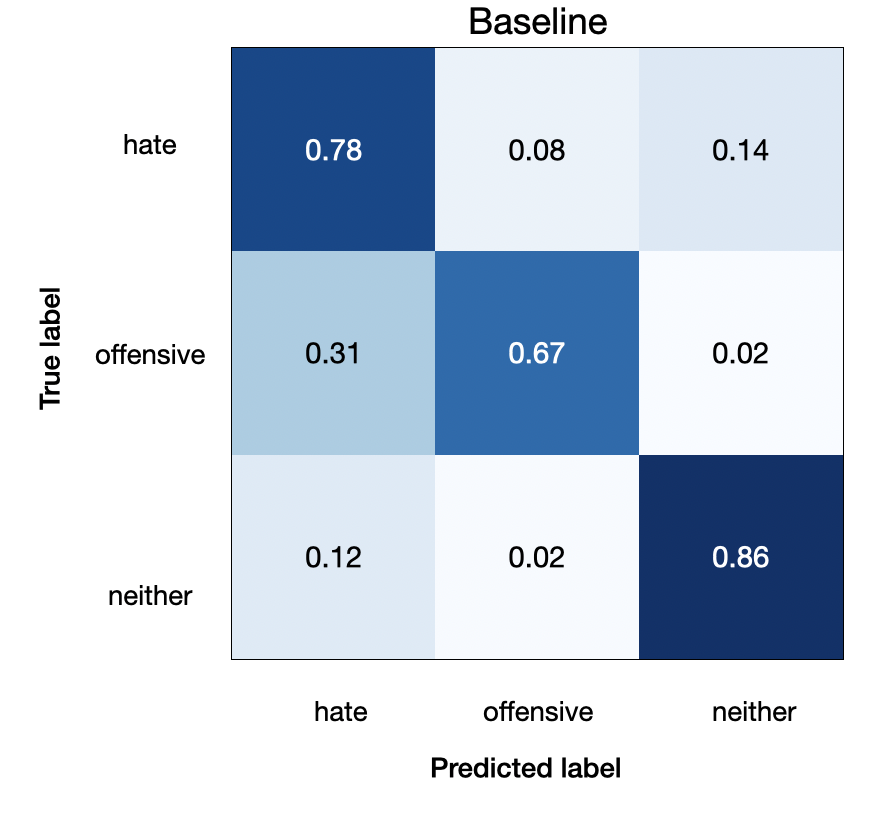 Baseline
hate
0.78
0.08
0.14
True label
offensive
0.31
0.67
0.02
neither
0.12
0.02
0.86
hate
offensive
neither
Predicted label